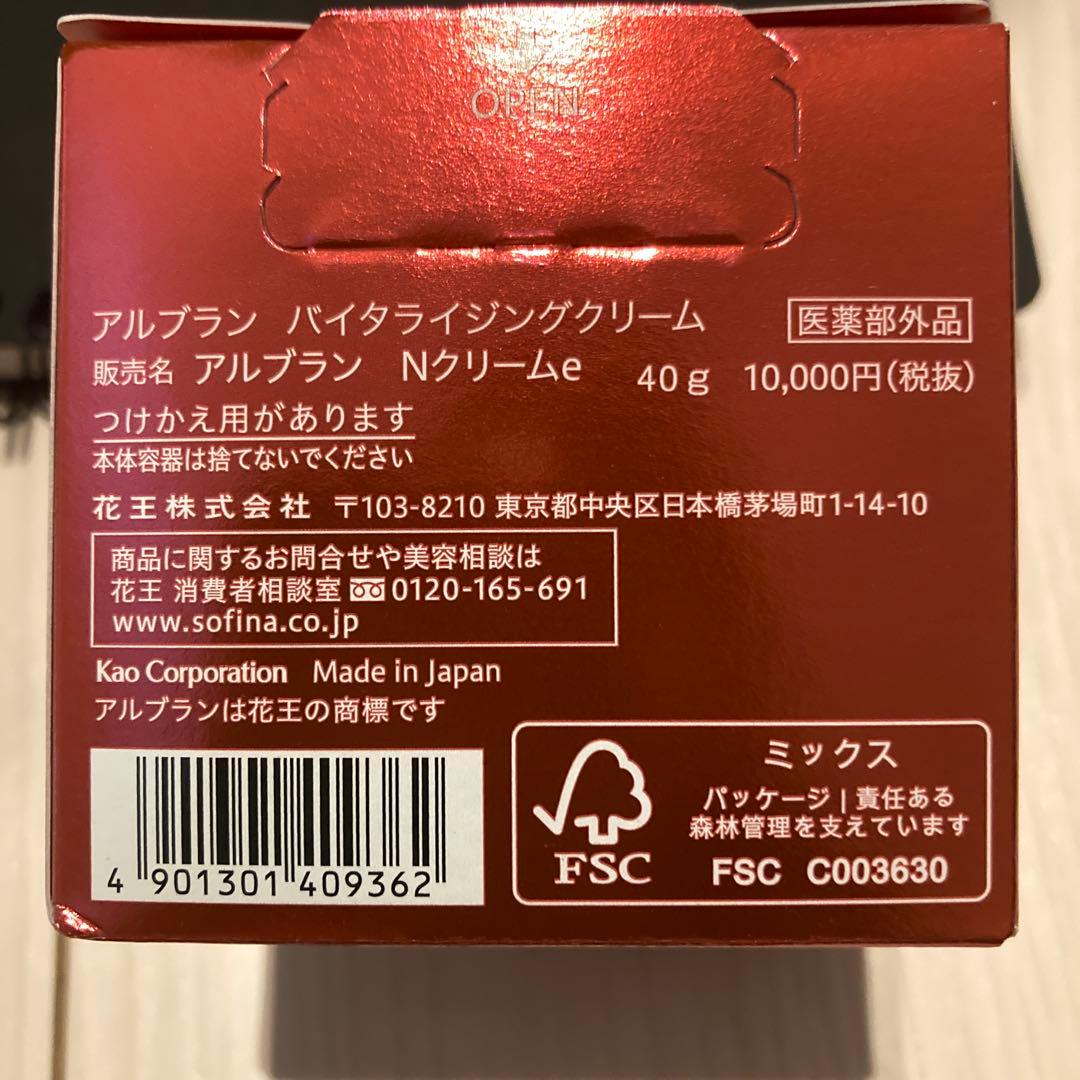 OPEN
アルブラン バイタライジングクリーム 医薬部外品
販売名 アルブラン Nクリームe 40g 10,000円(税抜)
つけかえ用があります
本体容器は捨てないでください
花王株式会社 〒103-8210 東京都中央区日本橋茅場町1-14-10
商品に関するお問合せや美容相談は
花王 消費者相談室 0120-165-691
www.sofina.co.jp
Kao Corporation Made in Japan
アルブランは花王の商標です
4 901301 409362
ミックス
パッケージ | 責任ある
森林管理を支えています
FSC
FSC C003630